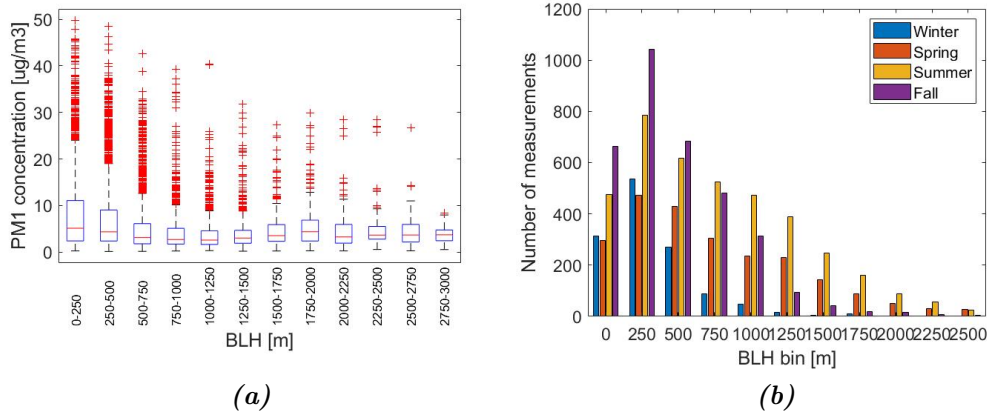 50
40
30
20
10
0
PM1 concentration [ug/m3]
0-250
250-500
500-750
750-1000
1000-1250
1250-1500
1500-1750
1750-2000
2000-2250
2250-2500
2500-2750
2750-3000
BLH [m]
(a)
1200
1000
800
600
400
200
0
Number of measurements
Winter
Spring
Summer
Fall
0 250 500 750 1000 1250 1500 1750 2000 2250 2500
BLH bin [m]
(b)